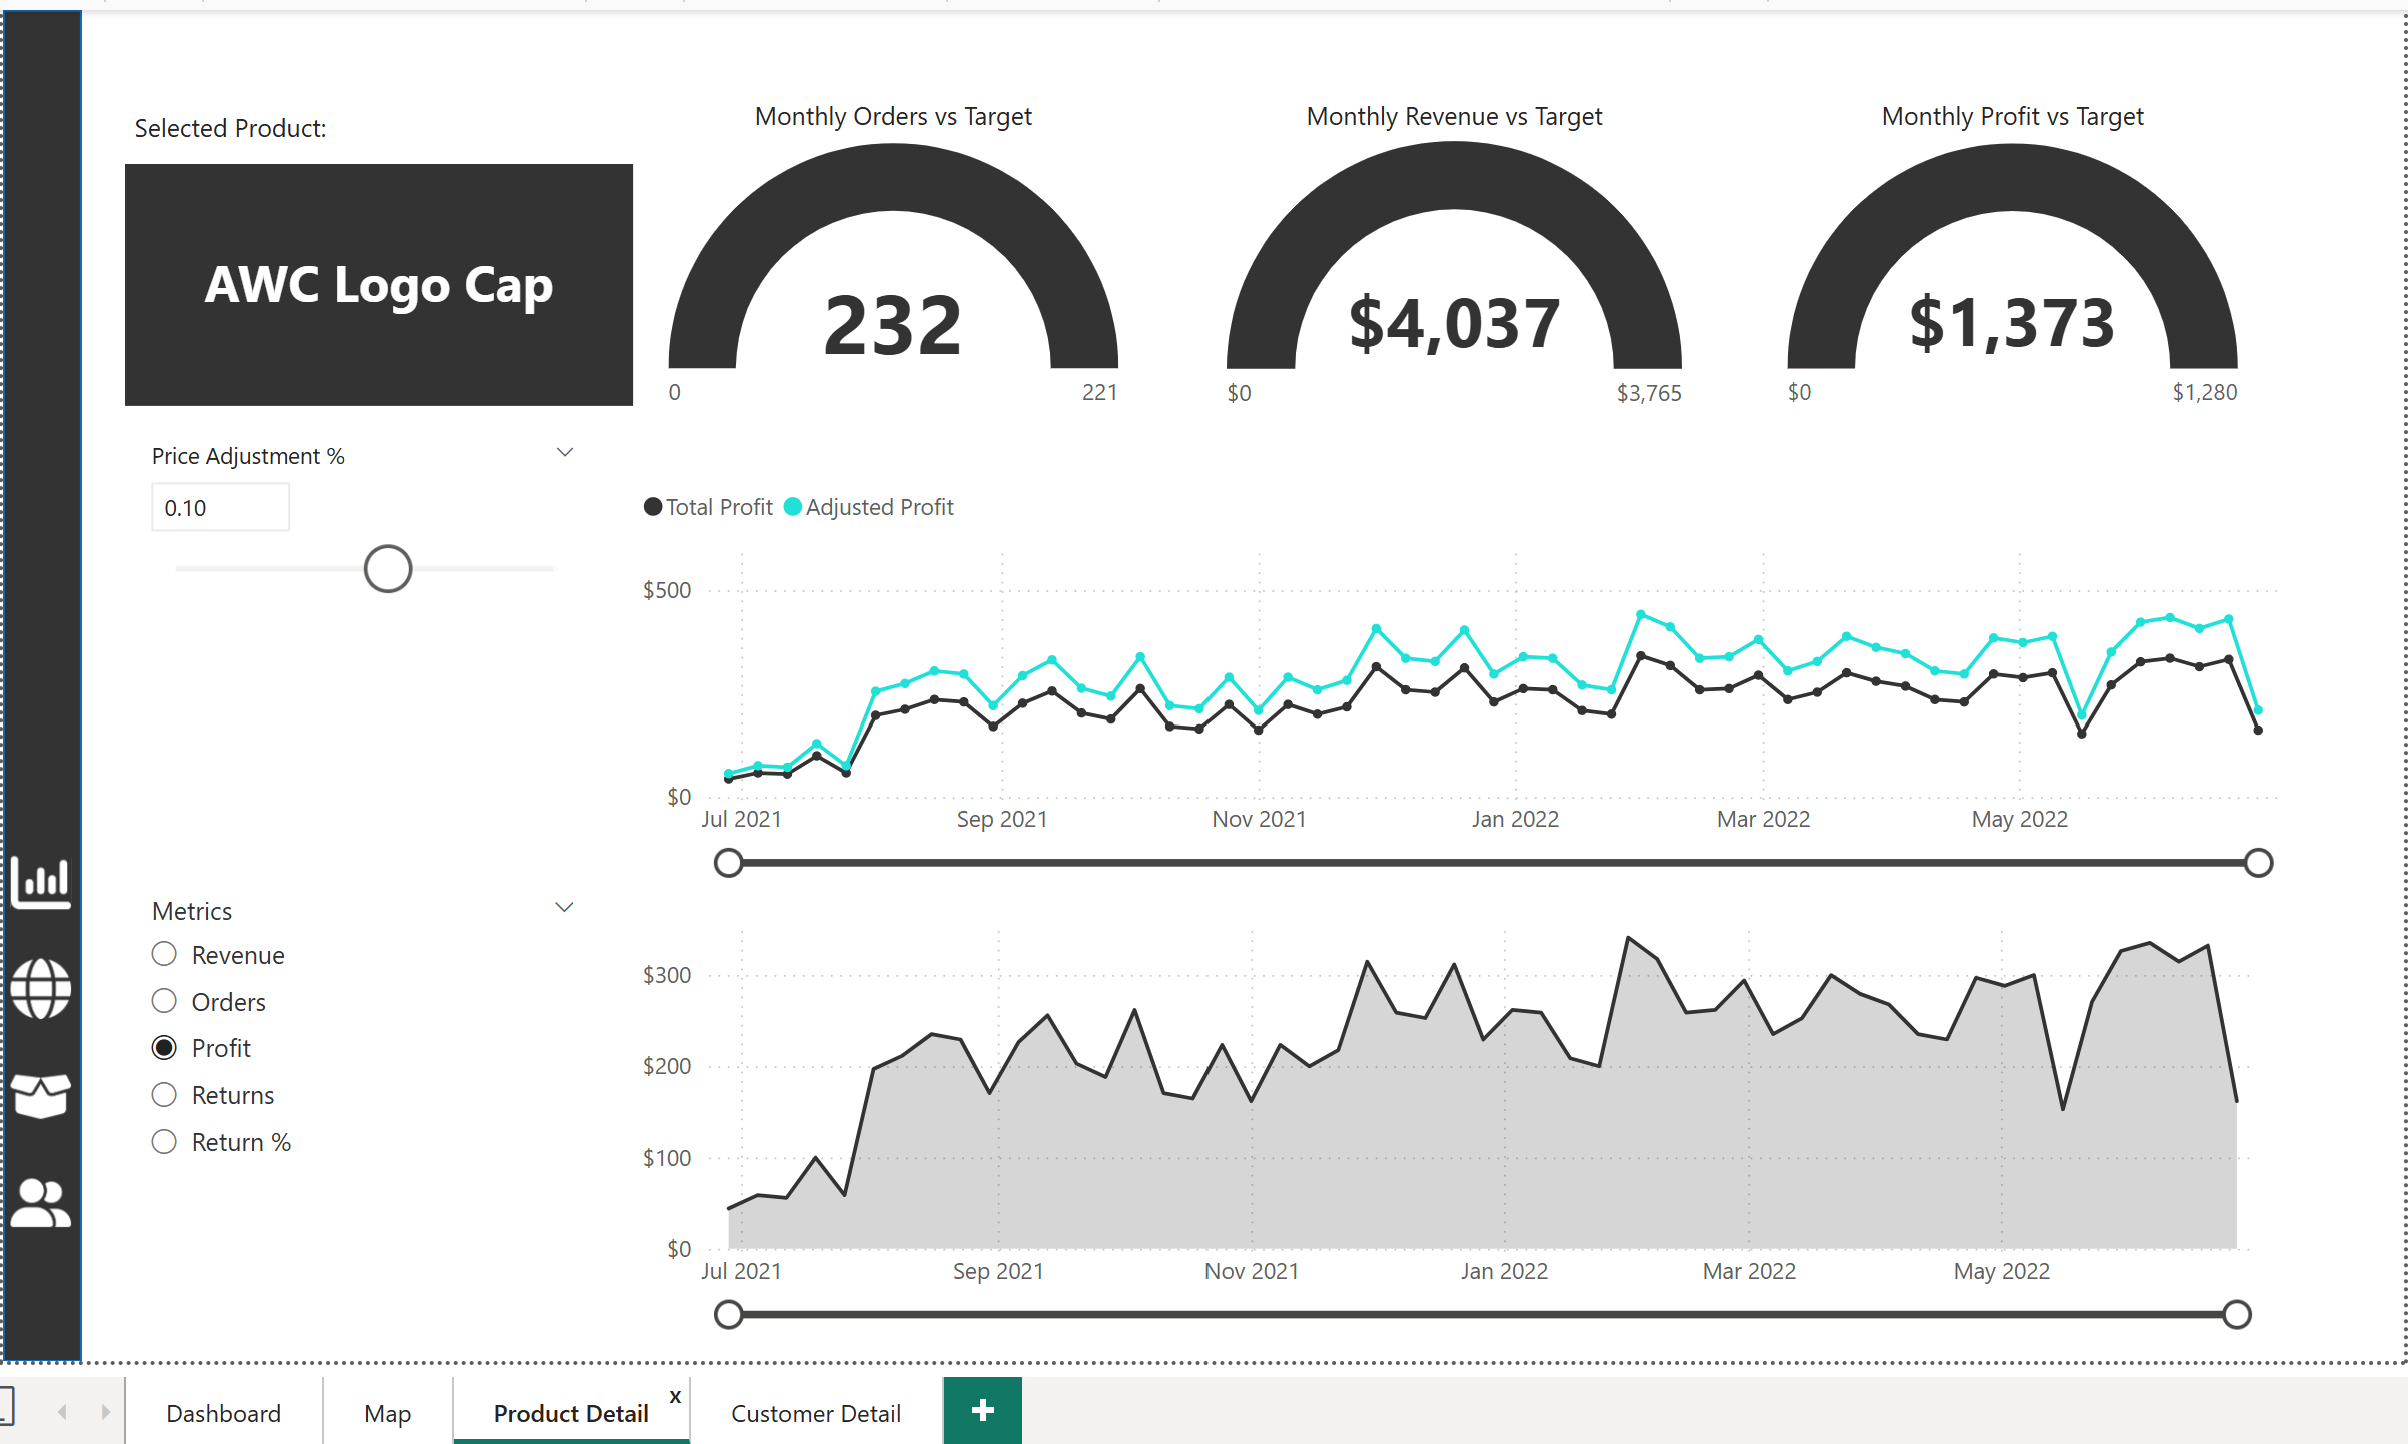 Selected Product:
AWC Logo Cap
Monthly Orders vs Target
232
0
221
Monthly Revenue vs Target
$4,037
$0
$3,765
Monthly Profit vs Target
$1,373
$0
$1,280
Price Adjustment %
0.10
Total Profit
Adjusted Profit
$500
$0
Jul 2021
Sep 2021
Nov 2021
Jan 2022
Mar 2022
May 2022
Metrics
Revenue
Orders
Profit
Returns
Return %
$300
$200
$100
$0
Jul 2021
Sep 2021
Nov 2021
Jan 2022
Mar 2022
May 2022
Dashboard
Map
Product Detail
x
Customer Detail
+